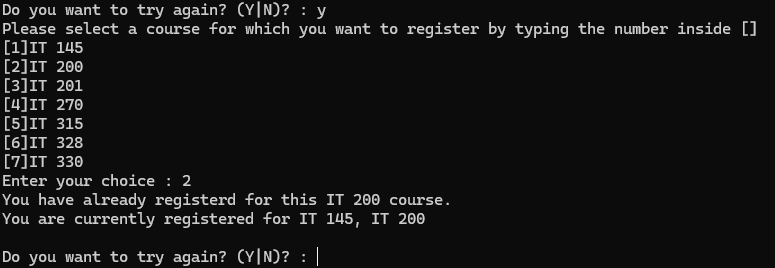 Do you want to try again? (Y|N)? : y
Please select a course for which you want to register by typing the number inside []
[1]IT 145
[2]IT 200
[3]IT 201
[4]IT 270
[5]IT 315
[6]IT 328
[7]IT 330
Enter your choice : 2
You have already registerd for this IT 200 course.
You are currently registered for IT 145, IT 200
Do you want to try again? (Y|N)? :